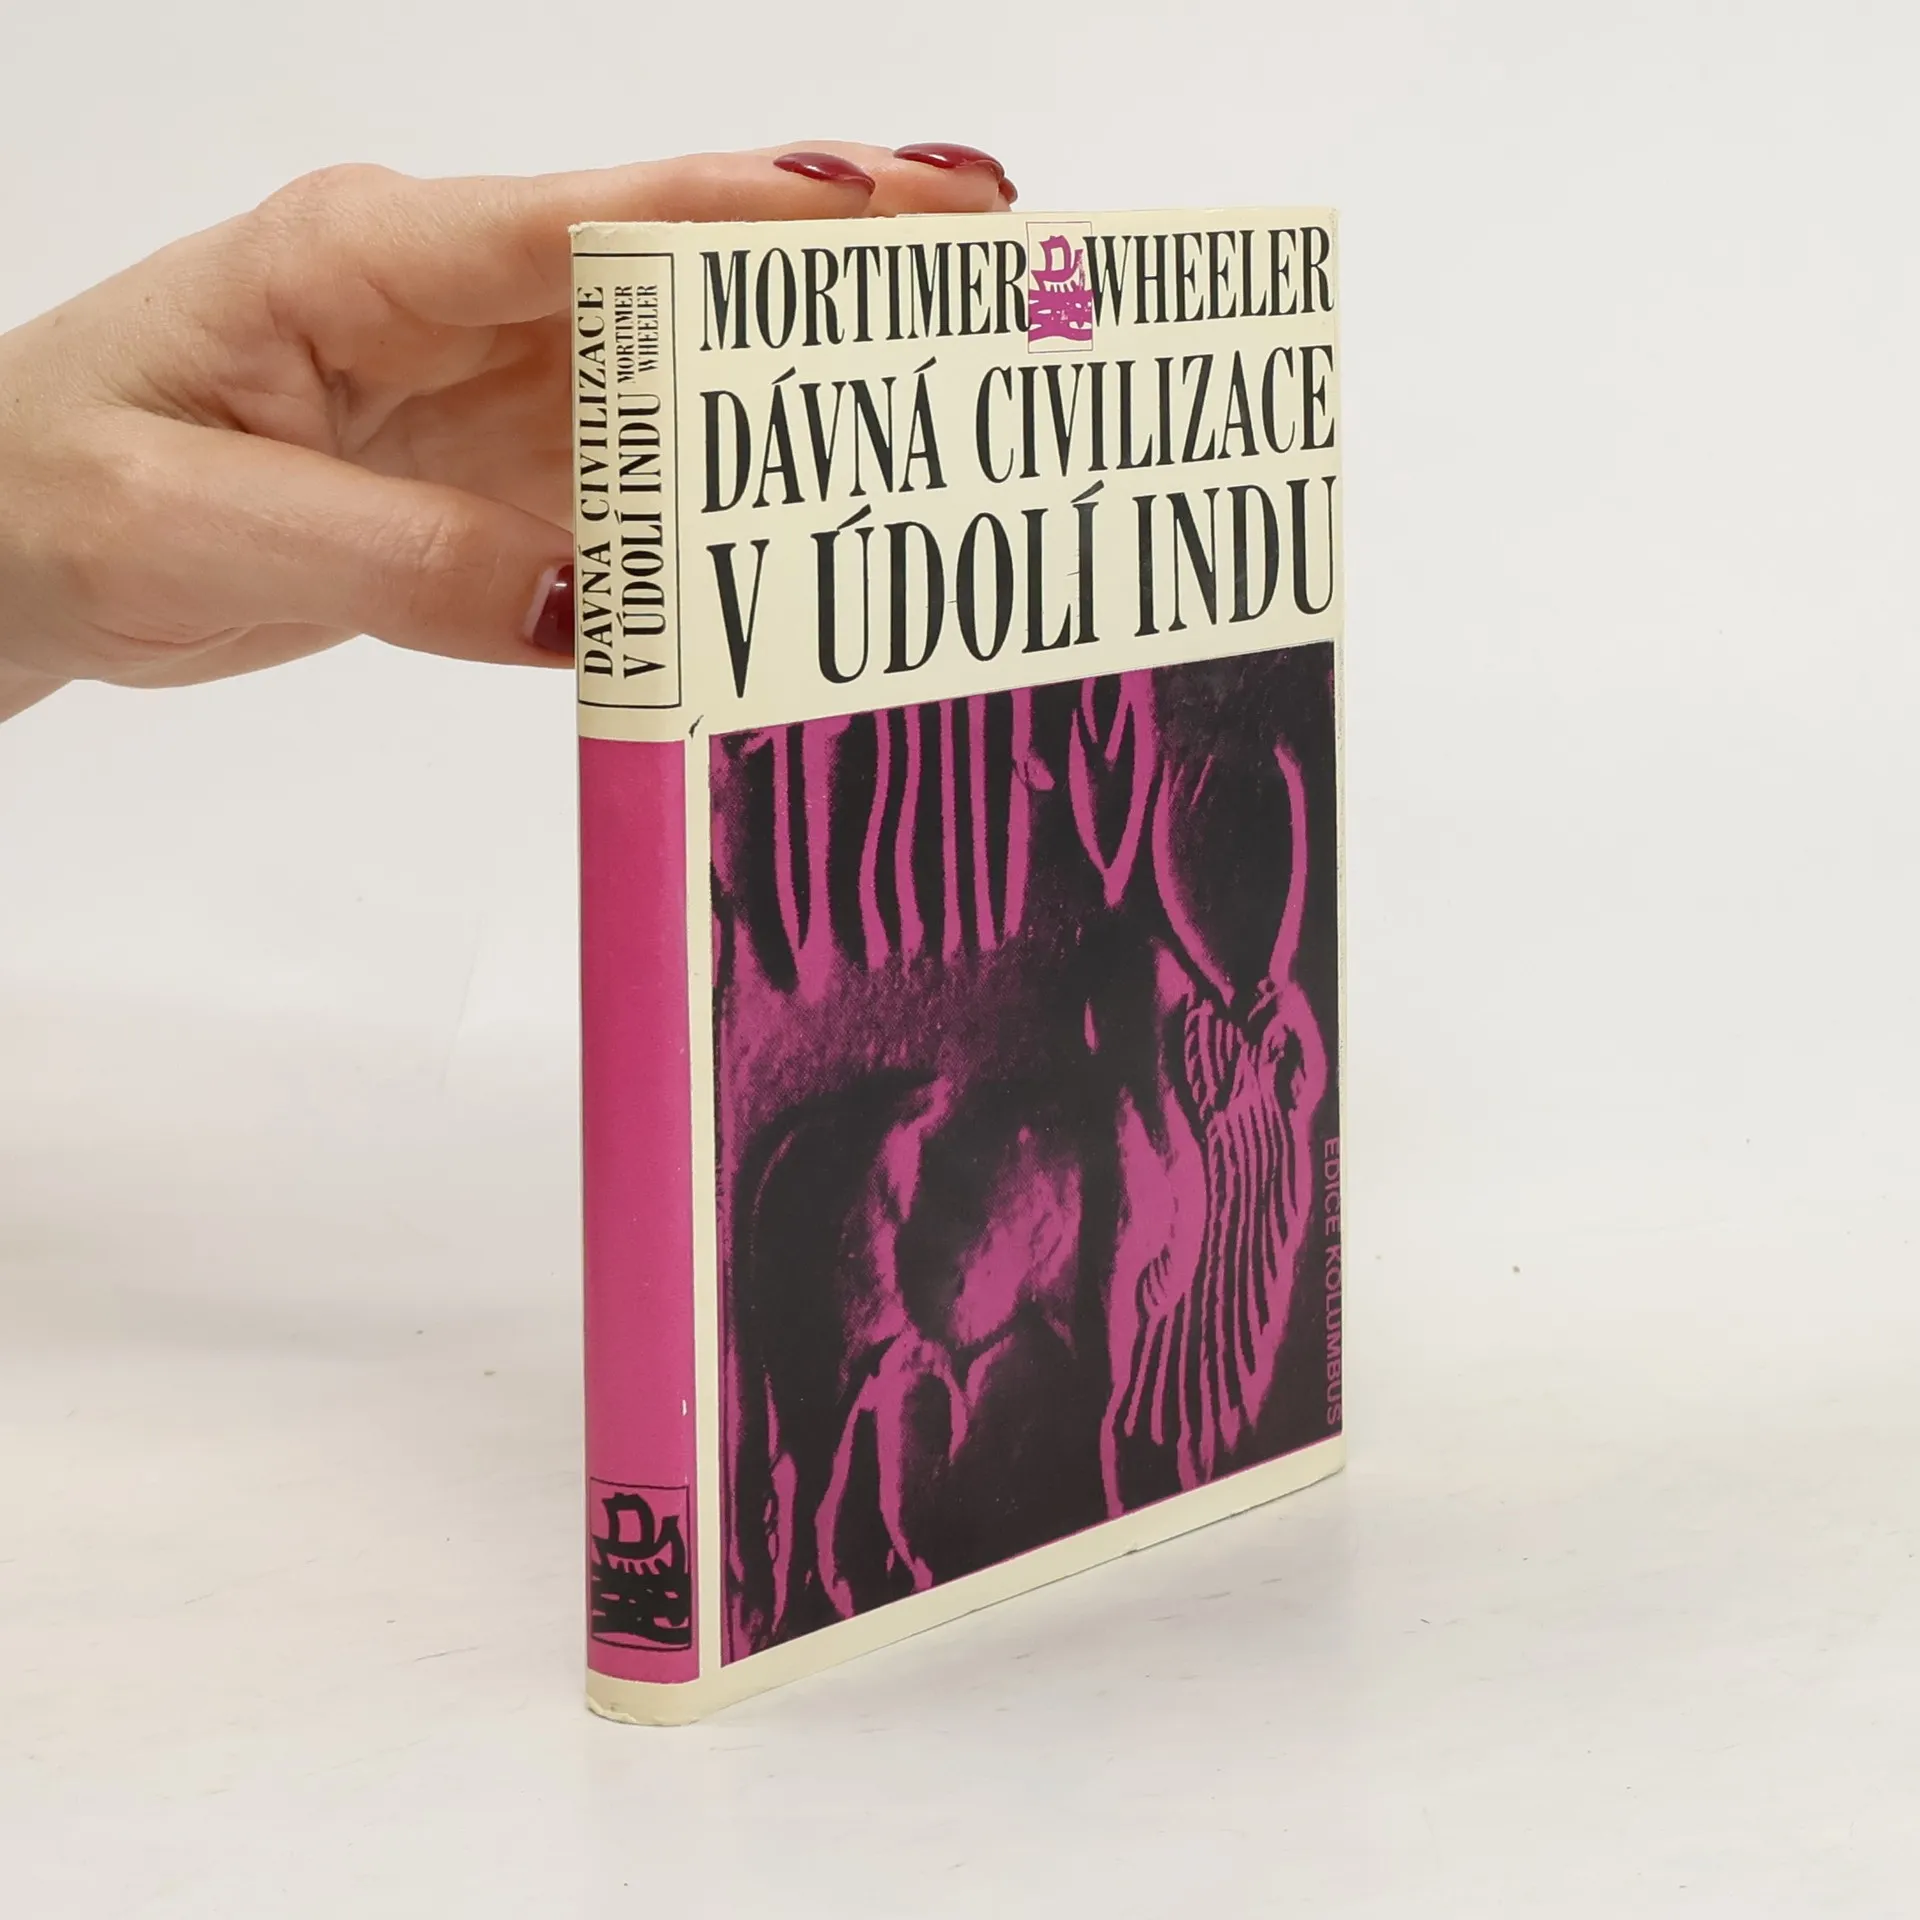 MORTIMER WHEELER
DÁVNÁ CIVILIZACE
V ÚDOLÍ INDU
EDICE KOLUMBUS
DÁVNÁ CIVILIZACE
V ÚDOLÍ INDU
MORTIMER
WHEELER